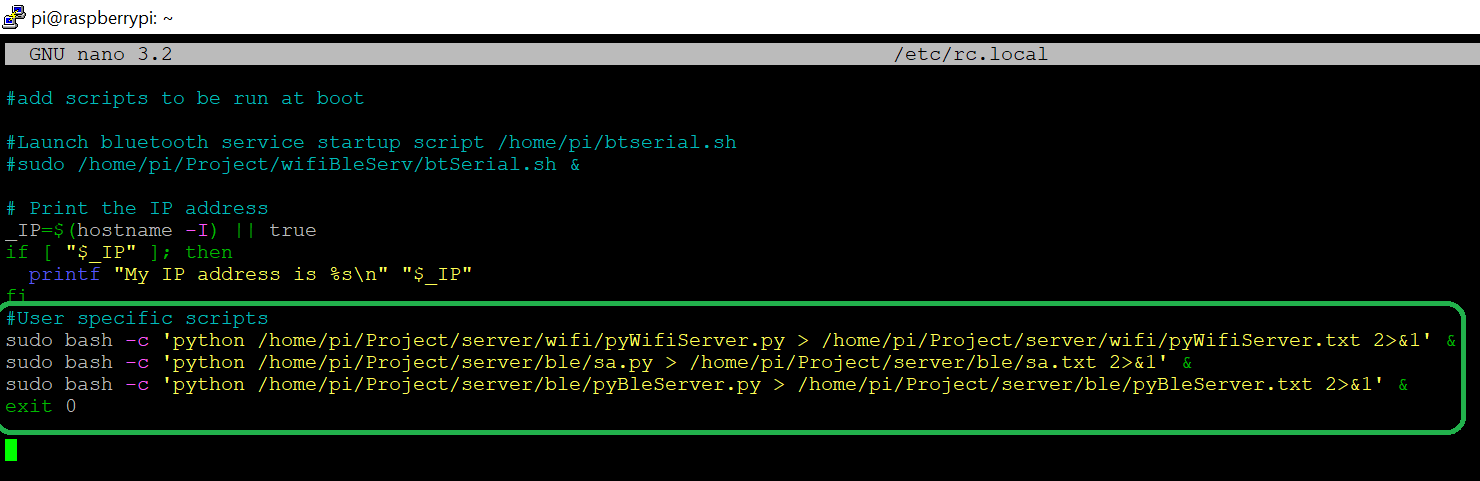 pi@raspberrypi: ~
GNU nano 3.2 /etc/rc.local
#add scripts to be run at boot
#Launch bluetooth service startup script /home/pi/btserial.sh
#sudo /home/pi/Project/wifiBleServ/btSerial.sh &
# Print the IP address
_IP=$(hostname -I) || true
if [ "$_IP" ]; then
  printf "My IP address is %s\n" "$_IP"
fi
#User specific scripts
sudo bash -c 'python /home/pi/Project/server/wifi/pyWifiServer.py > /home/pi/Project/server/wifi/pyWifiServer.txt 2>&1' &
sudo bash -c 'python /home/pi/Project/server/ble/sa.py > /home/pi/Project/server/ble/sa.txt 2>&1' &
sudo bash -c 'python /home/pi/Project/server/ble/pyBleServer.py > /home/pi/Project/server/ble/pyBleServer.txt 2>&1' &
exit 0